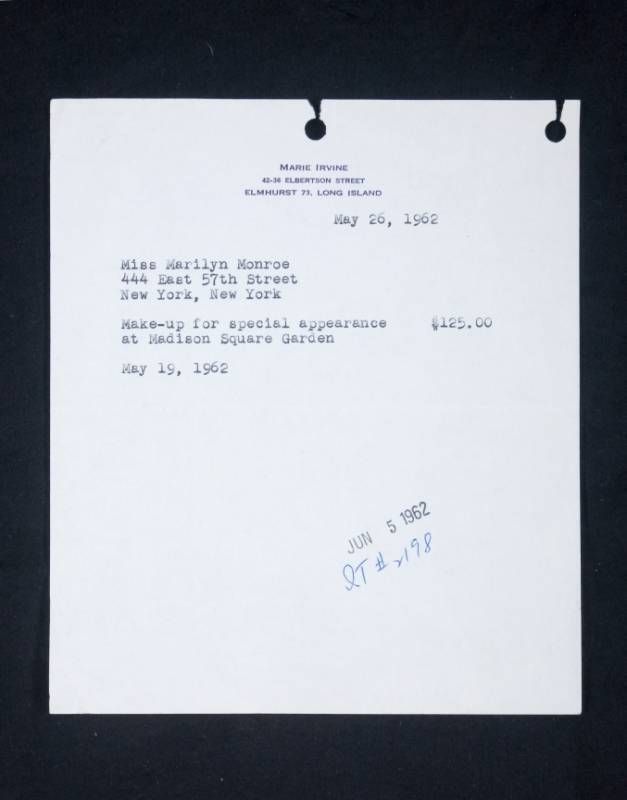 MARIE IRVINE
42-36 ELBERTSON STREET
ELMHURST 73, LONG ISLAND
May 26, 1962
Miss Marilyn Monroe
444 East 57th Street
New York, New York
Make-up for special appearance $125.00
at Madison Square Garden
May 19, 1962
JUN 5 1962
# 2198